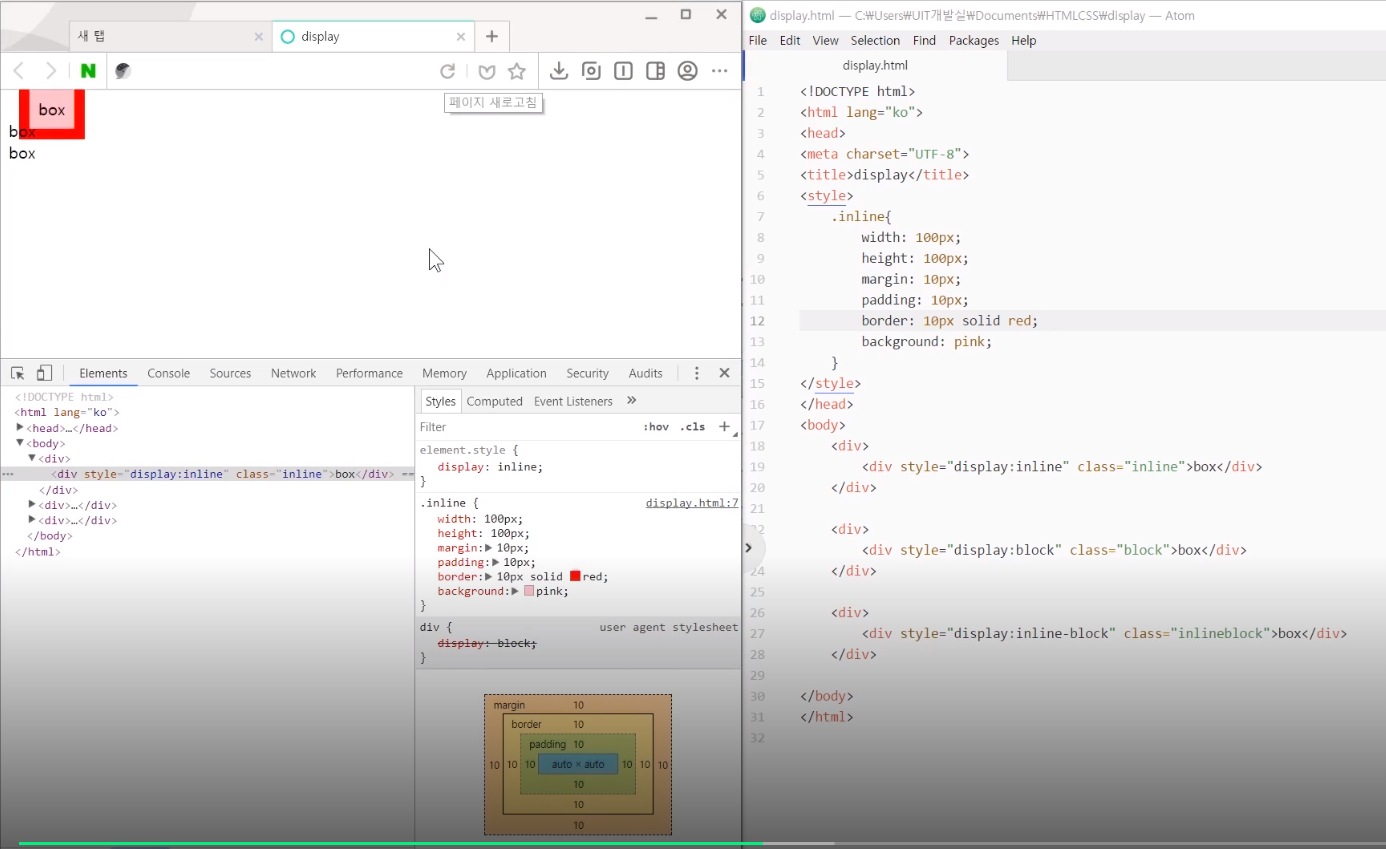 새 탭
display
N
페이지 새로고침
box
box
box
Elements
Console
Sources
Network
Performance
Memory
Application
Security
Audits
<!DOCTYPE html>
<html lang="ko">
<head>…</head>
<body>
<div>
<div style="display:inline" class="inline">box</div> ==
</div>
<div>…</div>
<div>…</div>
</body>
</html>
Styles
Computed
Event Listeners
»
Filter
:hov
.cls
+
element.style {
display: inline;
}
.inline {
display.html:7
width: 100px;
height: 100px;
margin: 10px;
padding: 10px;
border: 10px solid red;
background: pink;
}
div {
user agent stylesheet
display: block;
}
margin 10
border 10
padding 10
10 10 10 auto × auto 10 10 10
10
10
10
display.html — C:₩Users₩UIT개발실₩Documents₩HTMLCSS₩display — Atom
File Edit View Selection Find Packages Help
display.html
1 <!DOCTYPE html>
2 <html lang="ko">
3 <head>
4 <meta charset="UTF-8">
5 <title>display</title>
6 <style>
7 .inline{
8 width: 100px;
9 height: 100px;
10 margin: 10px;
11 padding: 10px;
12 border: 10px solid red;
13 background: pink;
14 }
15 </style>
16 </head>
17 <body>
18 <div>
19 <div style="display:inline" class="inline">box</div>
20 </div>
21
22 <div>
<div style="display:block" class="block">box</div>
24 </div>
25
26 <div>
27 <div style="display:inline-block" class="inlineblock">box</div>
28 </div>
29
30 </body>
31 </html>
32